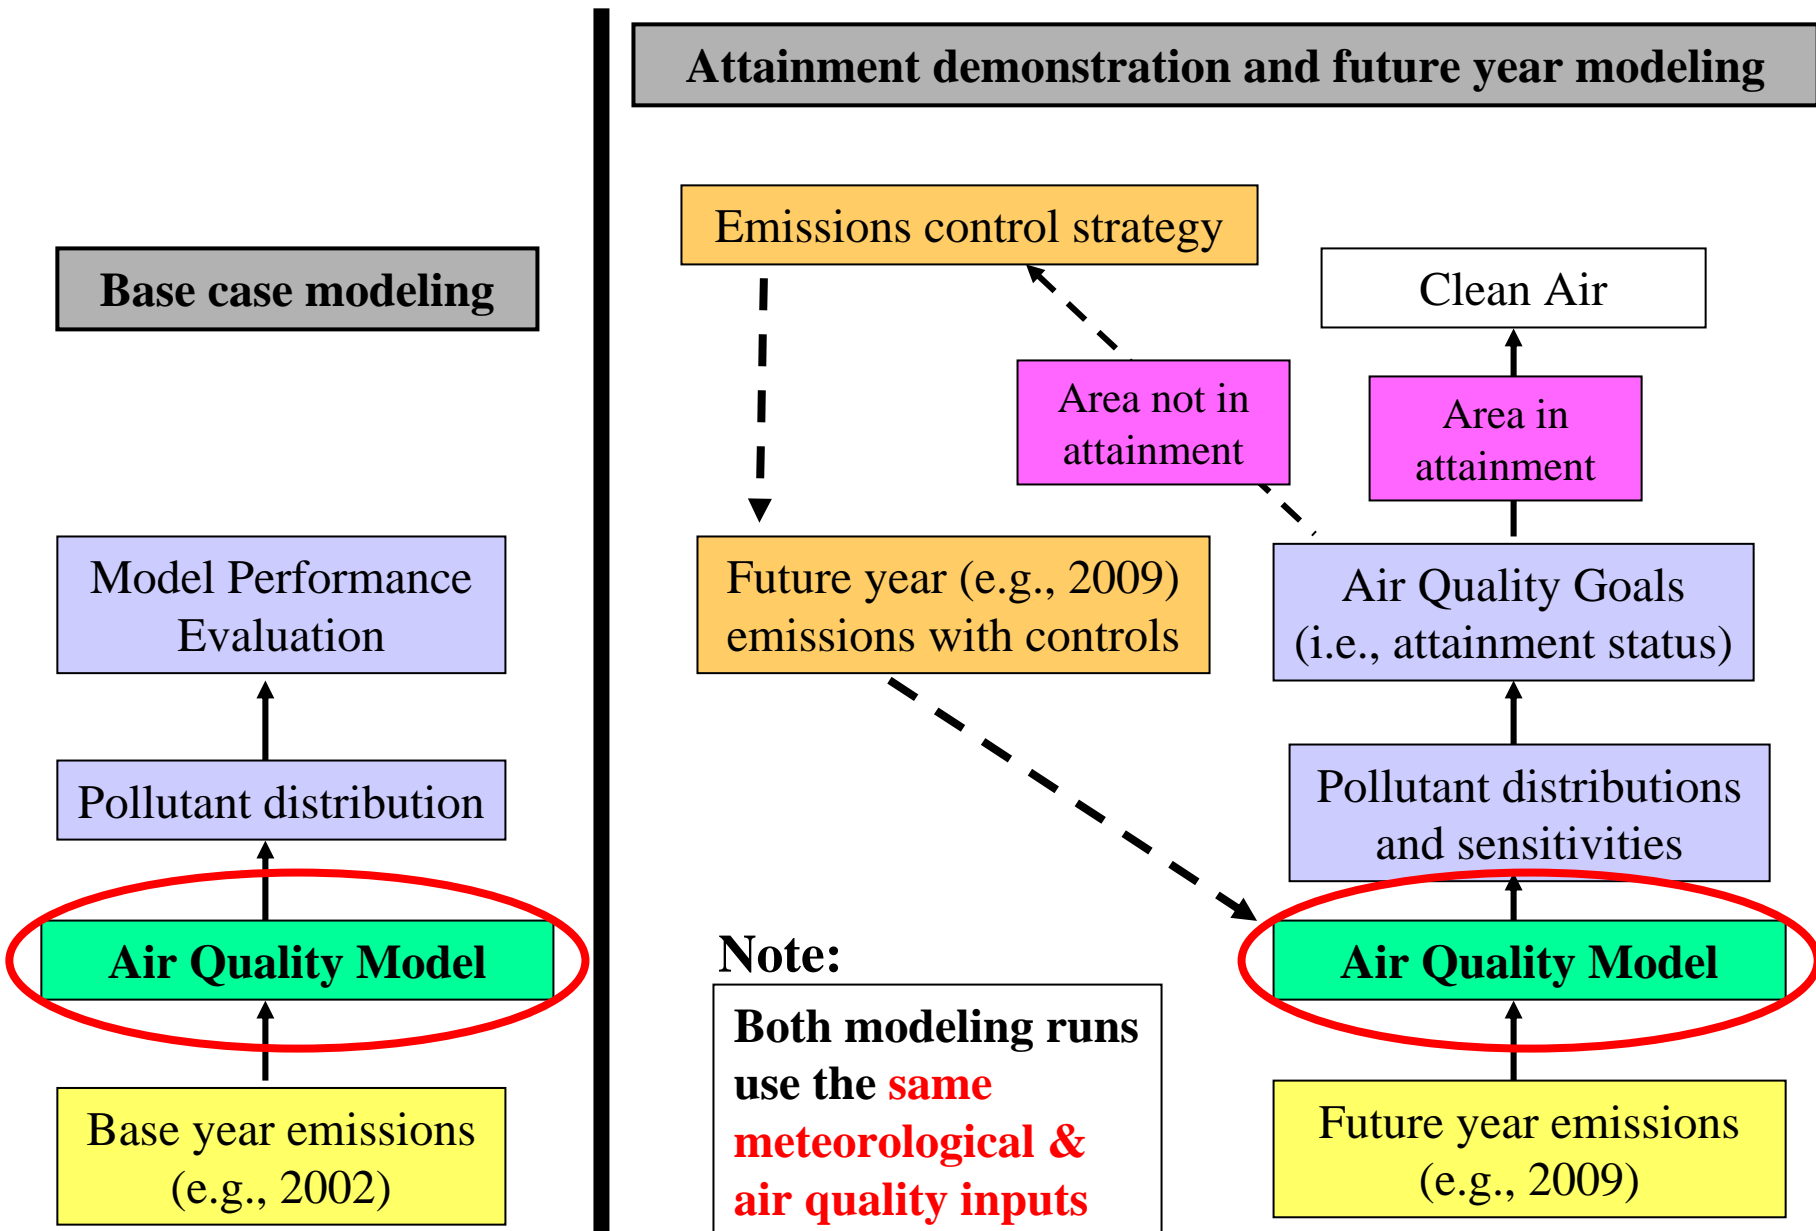 Attainment demonstration and future year modeling
Base case modeling
Model Performance
Evaluation
Pollutant distribution
Air Quality Model
Base year emissions
(e.g., 2002)
Emissions control strategy
Clean Air
Area not in
attainment
Area in
attainment
Future year (e.g., 2009)
emissions with controls
Air Quality Goals
(i.e., attainment status)
Pollutant distributions
and sensitivities
Air Quality Model
Future year emissions
(e.g., 2009)
Note:
Both modeling runs
use the same
meteorological &
air quality inputs